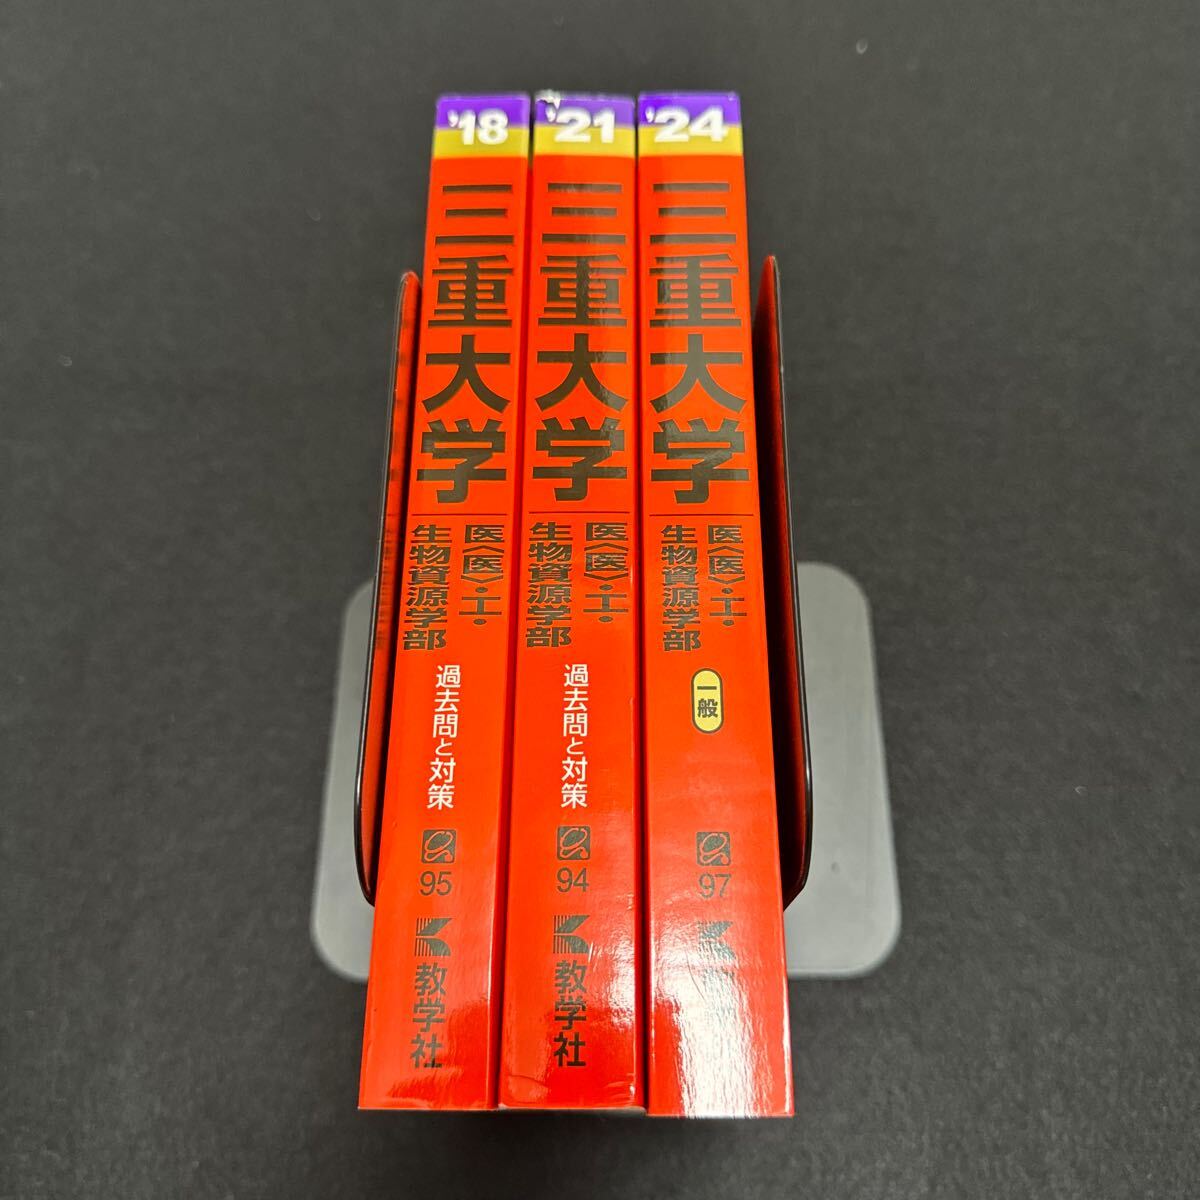 '18
三重大学
医〈医〉・工・
生物資源学部
過去問と対策
95
教学社
'21
三重大学
医〈医〉・工・
生物資源学部
過去問と対策
94
教学社
'24
三重大学
医〈医〉・工・
生物資源学部
一般
97